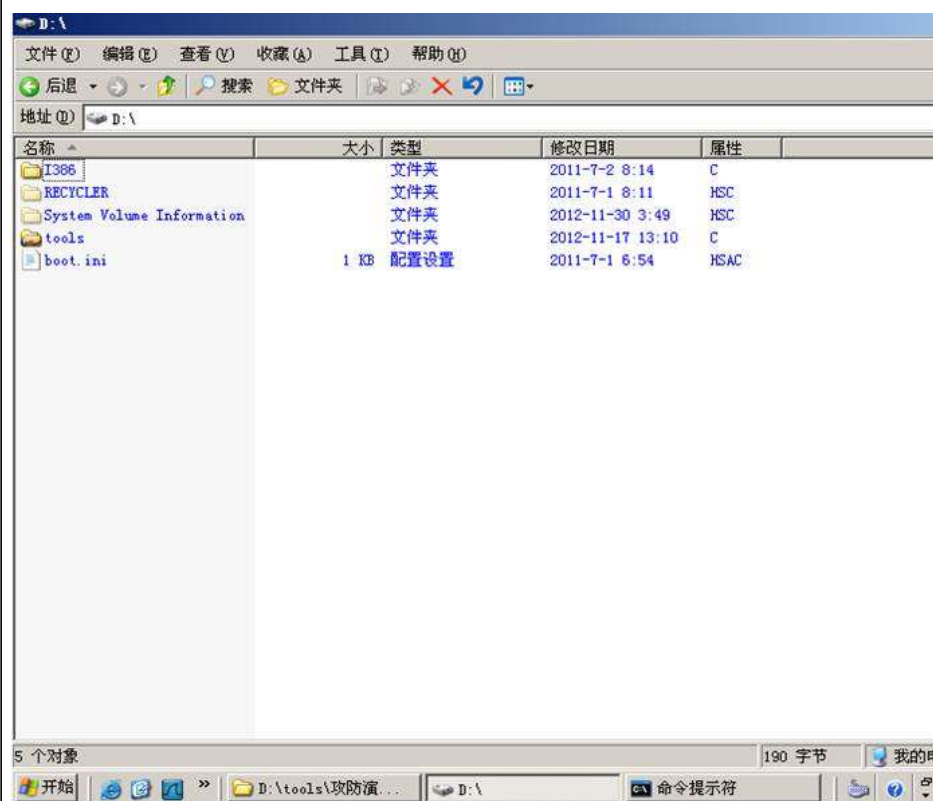 D:\
文件(F) 编辑(E) 查看(V) 收藏(A) 工具(T) 帮助(H)
后退 搜索 文件夹
地址(D) D:\
名称 大小 类型 修改日期 属性
I386 文件夹 2011-7-2 8:14 C
RECYCLER 文件夹 2011-7-1 8:11 HSC
System Volume Information 文件夹 2012-11-30 3:49 HSC
tools 文件夹 2012-11-17 13:10 C
boot.ini 1 KB 配置设置 2011-7-1 6:54 HSAC
5 个对象 190 字节 我的
开始 » D:\tools\攻防演... D:\ 命令提示符